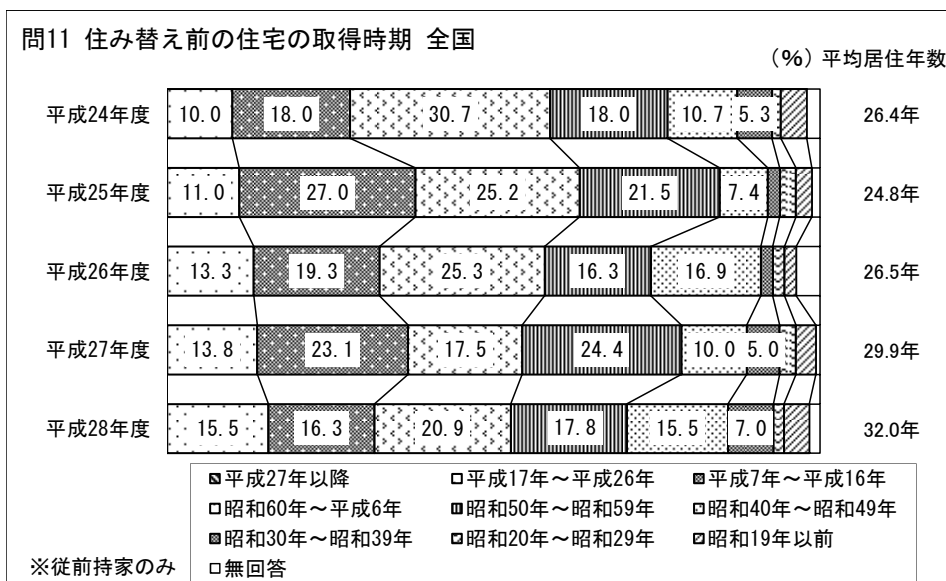 問11 住み替え前の住宅の取得時期 全国
(%) 平均居住年数
平成24年度 10.0 18.0 30.7 18.0 10.7 5.3 26.4年
平成25年度 11.0 27.0 25.2 21.5 7.4 24.8年
平成26年度 13.3 19.3 25.3 16.3 16.9 26.5年
平成27年度 13.8 23.1 17.5 24.4 10.0 5.0 29.9年
平成28年度 15.5 16.3 20.9 17.8 15.5 7.0 32.0年
平成27年以降 平成17年~平成26年 平成7年~平成16年
昭和60年~平成6年 昭和50年~昭和59年 昭和40年~昭和49年
昭和30年~昭和39年 昭和20年~昭和29年 昭和19年以前
※従前持家のみ 無回答